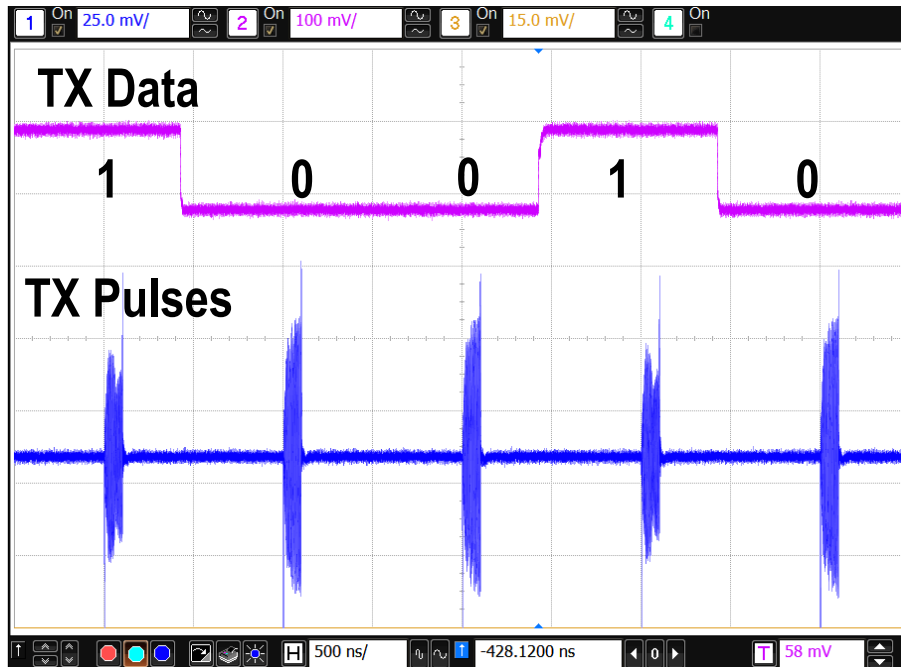 1 On 25.0 mV/ 2 On 100 mV/ 3 On 15.0 mV/ 4 On
TX Data
1 0 0 1 0
TX Pulses
H 500 ns/ -428.1200 ns 0 T 58 mV